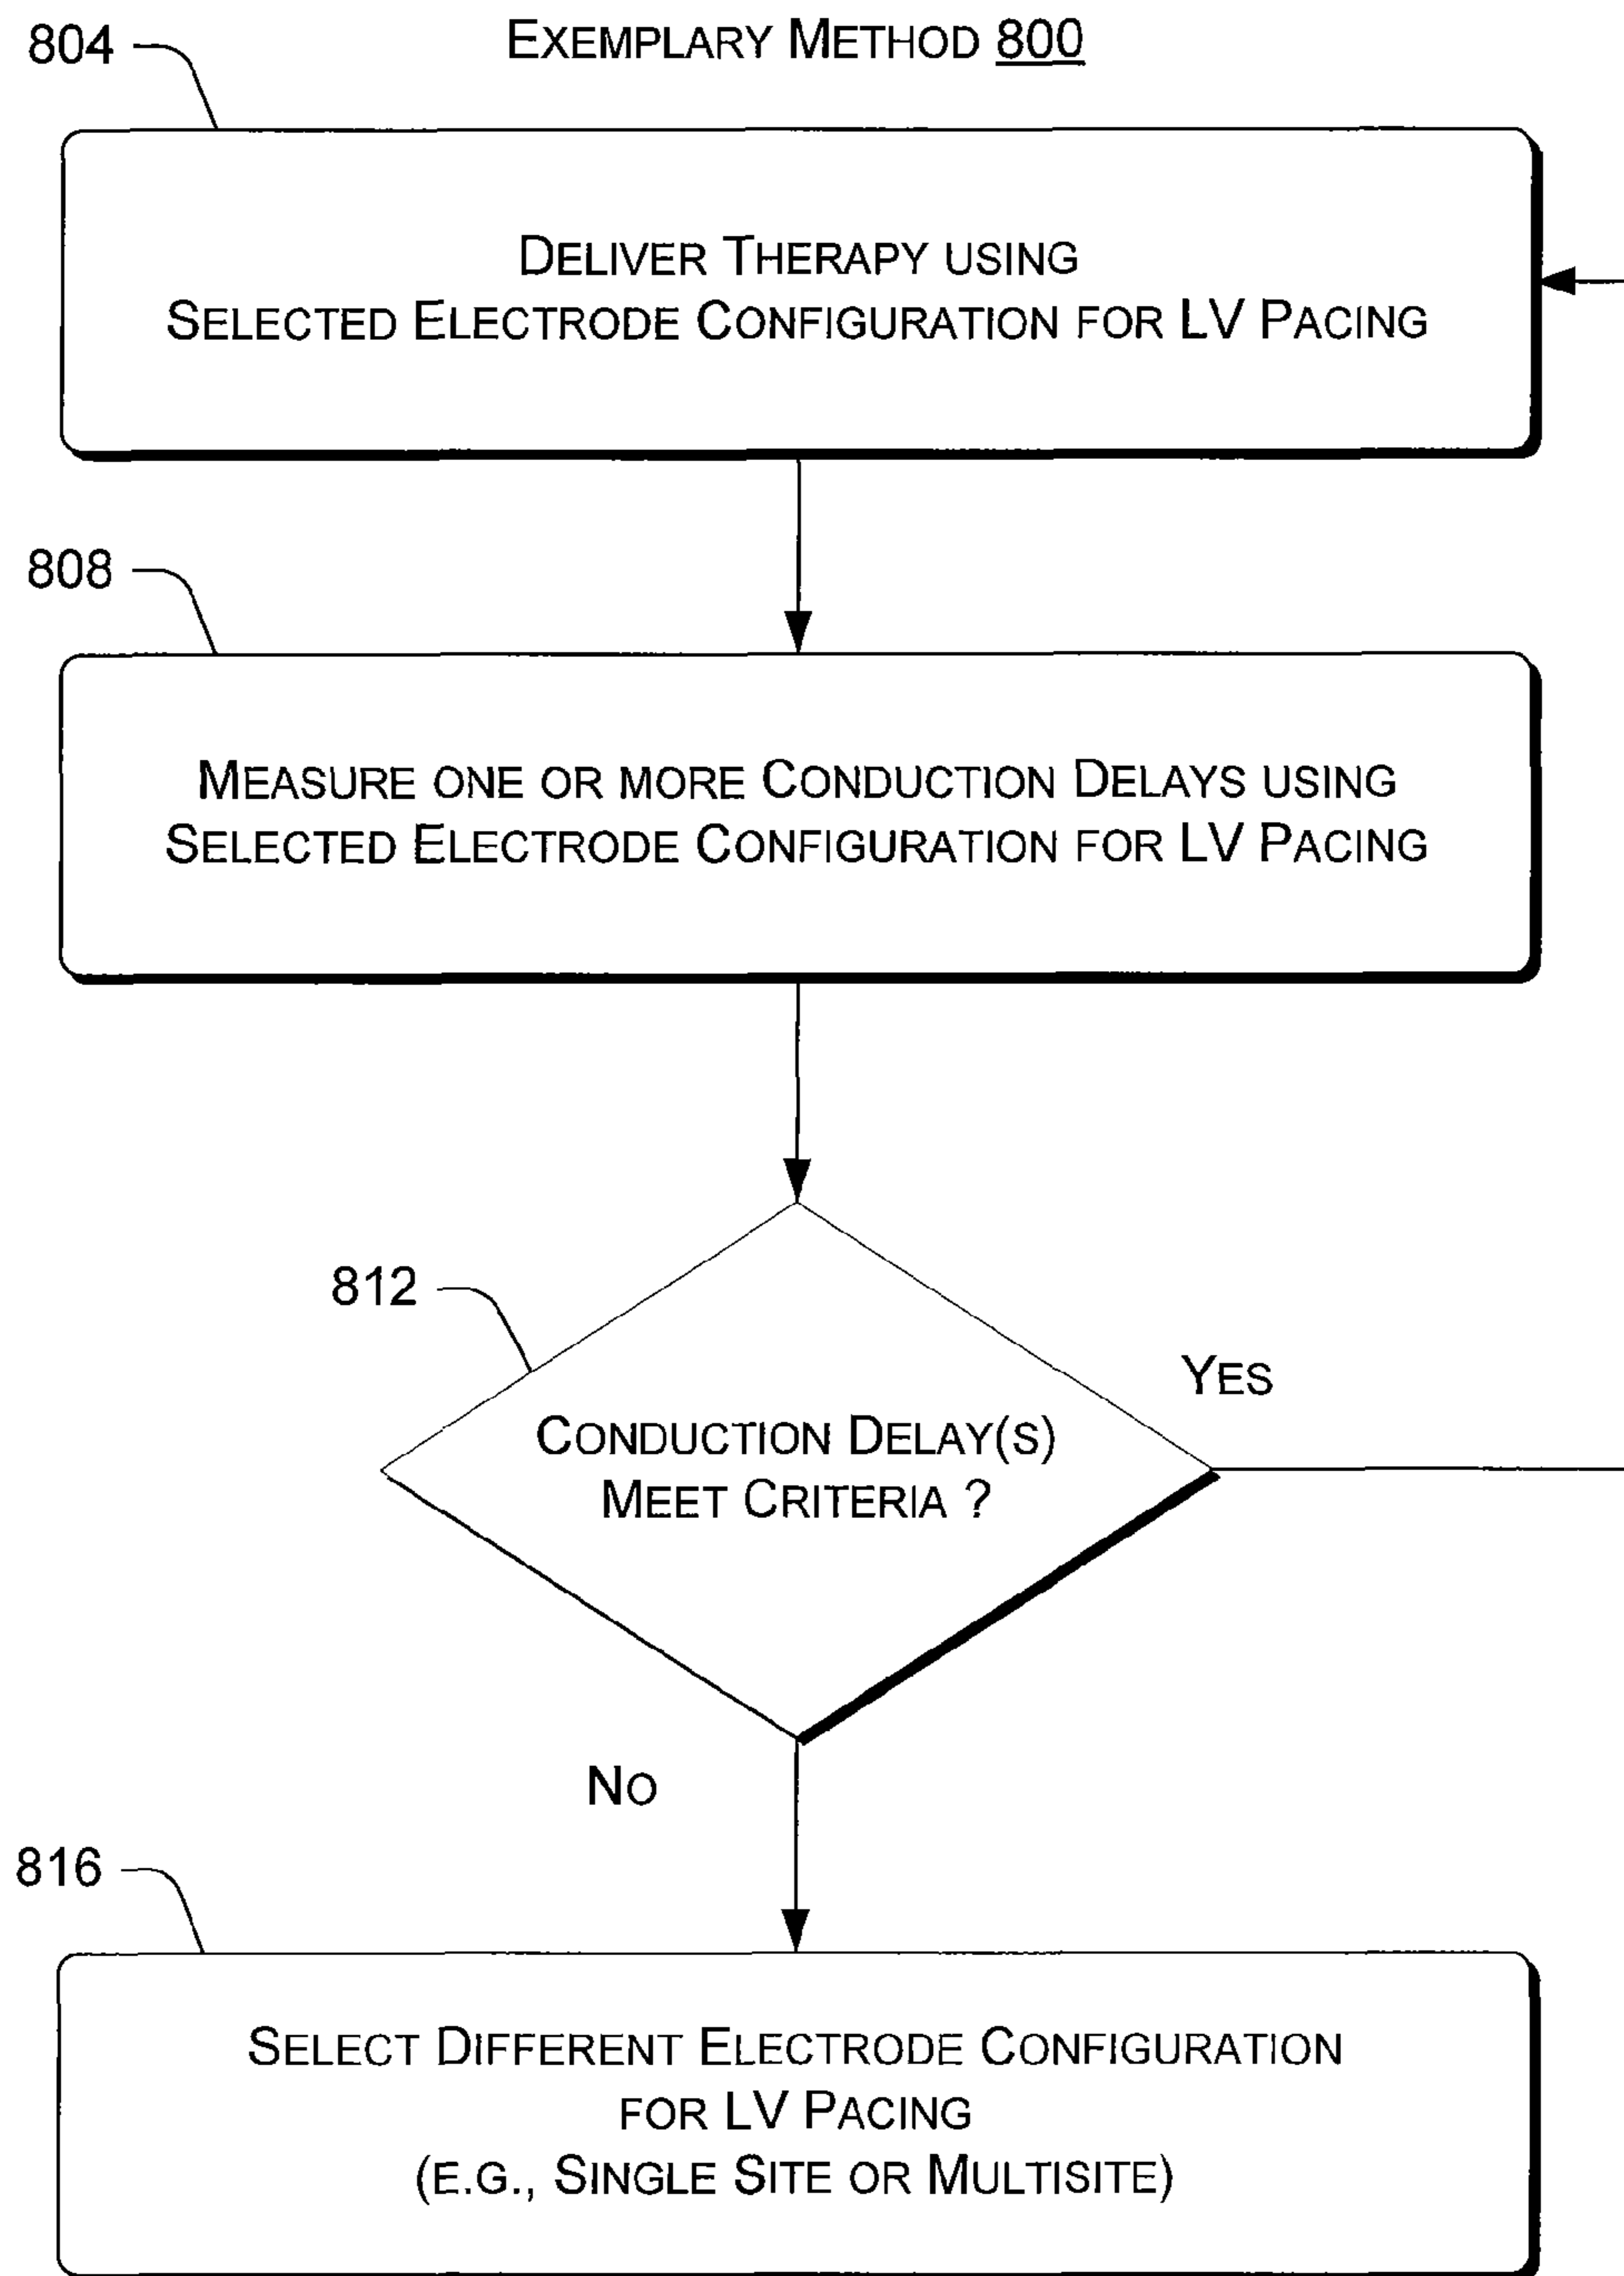 EXEMPLARY METHOD 800
804
DELIVER THERAPY USING
SELECTED ELECTRODE CONFIGURATION FOR LV PACING
808
MEASURE ONE OR MORE CONDUCTION DELAYS USING
SELECTED ELECTRODE CONFIGURATION FOR LV PACING
812
YES
CONDUCTION DELAY(S)
MEET CRITERIA ?
NO
816
SELECT DIFFERENT ELECTRODE CONFIGURATION
FOR LV PACING
(E.G., SINGLE SITE OR MULTISITE)